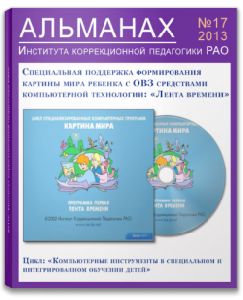 АЛЬМАНАХ
№17
2013
Института коррекционной педагогики РАО
Специальная поддержка формирования
картины мира ребенка с ОВЗ средствами
компьютерной технологии: «Лента времени»
ЦИКЛ СПЕЦИАЛИЗИРОВАННЫХ КОМПЬЮТЕРНЫХ ПРОГРАММ
КАРТИНА МИРА
ПРОГРАММА ПЕРВАЯ
ЛЕНТА ВРЕМЕНИ
©2002 Институт Коррекционной Педагогики РАО
Цикл: «Компьютерные инструменты в специальном и
интегрированном обучении детей»